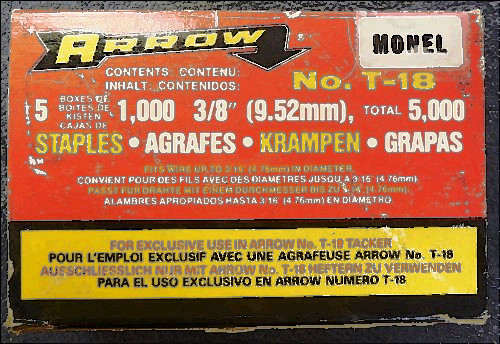 ARROW
MONEL
CONTENTS: CONTENU:
INHALT: CONTENIDOS:
No. T-18
5 BOXES OF
BOITES DE
KISTEN
CAJAS DE
1,000 3/8" (9.52mm), TOTAL 5,000
STAPLES • AGRAFES • KRAMPEN • GRAPAS
FITS WIRE UP TO 3/16" (4.76mm) IN DIAMETER.
CONVIENT POUR DES FILS AVEC DES DIAMETRES JUSQU'A 3/16" (4.76mm).
PASST FUR DRAHTE MIT EINEM DURCHMESSER BIS ZU 3/16" (4.76mm).
ALAMBRES APROPIADOS HASTA 3/16" (4.76mm) EN DIAMETRO.
FOR EXCLUSIVE USE IN ARROW No. T-18 TACKER
POUR L'EMPLOI EXCLUSIF AVEC UNE AGRAFEUSE ARROW No. T-18
AUSSCHLIESSLICH NUR MIT ARROW No. T-18 HEFTERN ZU VERWENDEN
PARA EL USO EXCLUSIVO EN ARROW NUMERO T-18